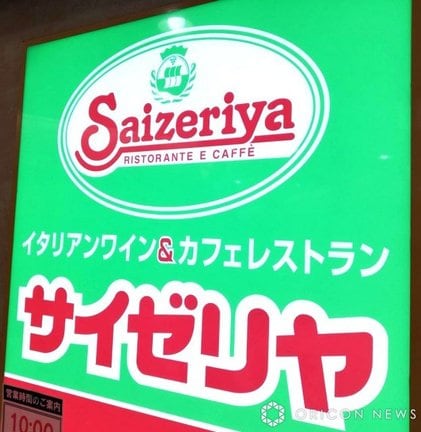 Saizeriya
RISTORANTE E CAFFÈ
イタリアンワイン&カフェレストラン
サイゼリヤ
営業時間のご案内
10:00
ORICON NEWS